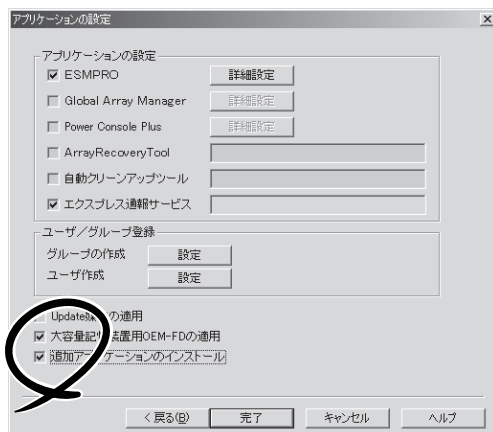 アプリケーションの設定
アプリケーションの設定
ESMPRO 詳細設定
Global Array Manager 詳細設定
Power Console Plus 詳細設定
ArrayRecoveryTool
自動クリーンアップツール
エクスプレス通報サービス
ユーザ/グループ登録
グループの作成 設定
ユーザ作成 設定
Update の適用
大容量記憶装置用OEM-FDの適用
追加アプリケーションのインストール
< 戻る(B) 完了 キャンセル ヘルプ